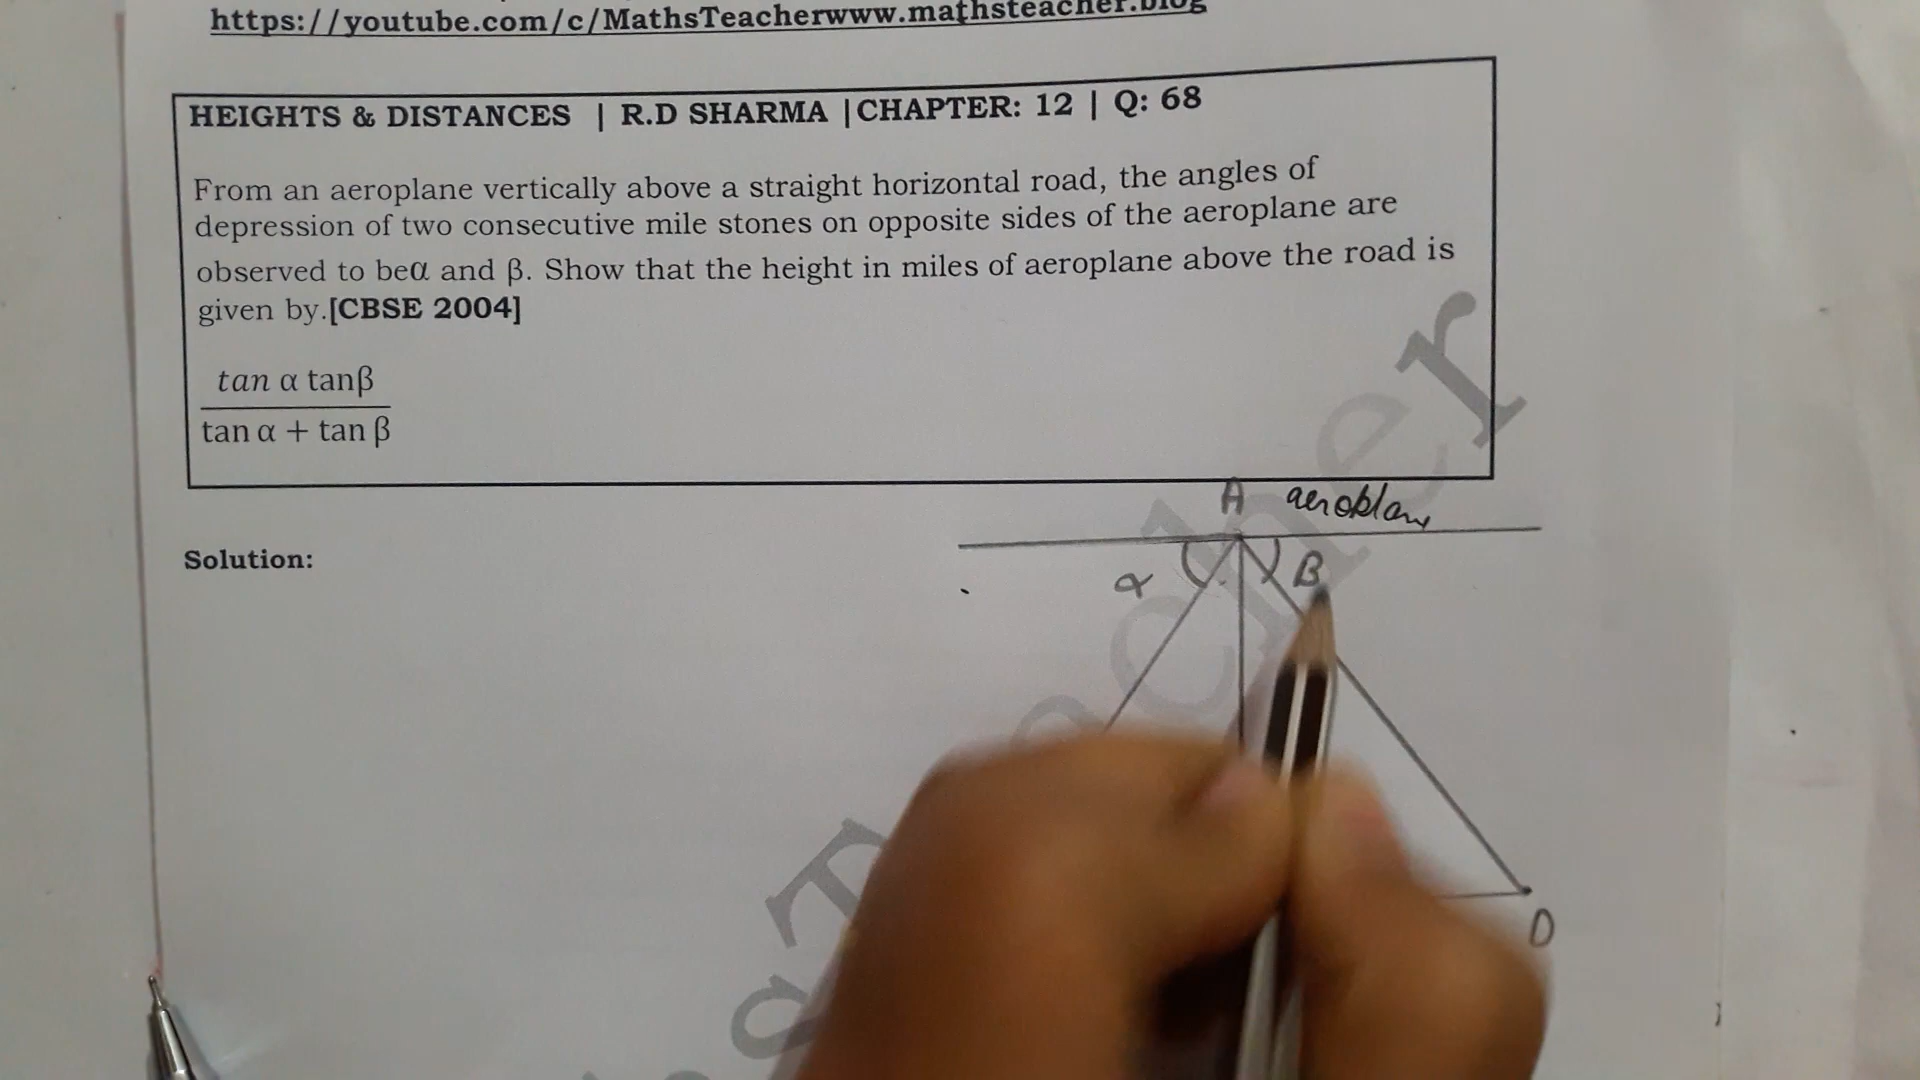 https://youtube.com/c/MathsTeacherwww.mathsteacher.blog
HEIGHTS & DISTANCES | R.D SHARMA |CHAPTER: 12 | Q: 68
From an aeroplane vertically above a straight horizontal road, the angles of
depression of two consecutive mile stones on opposite sides of the aeroplane are
observed to beα and β. Show that the height in miles of aeroplane above the road is
given by.[CBSE 2004]
tan α tanβ
tan α + tan β
A aeroplane
Solution:
α β
D